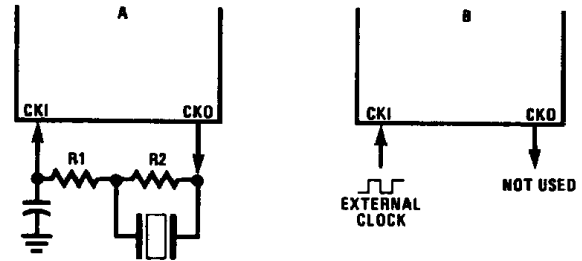 A
CKI
CKO
R1
R2
B
CKI
CKO
EXTERNAL
CLOCK
NOT USED